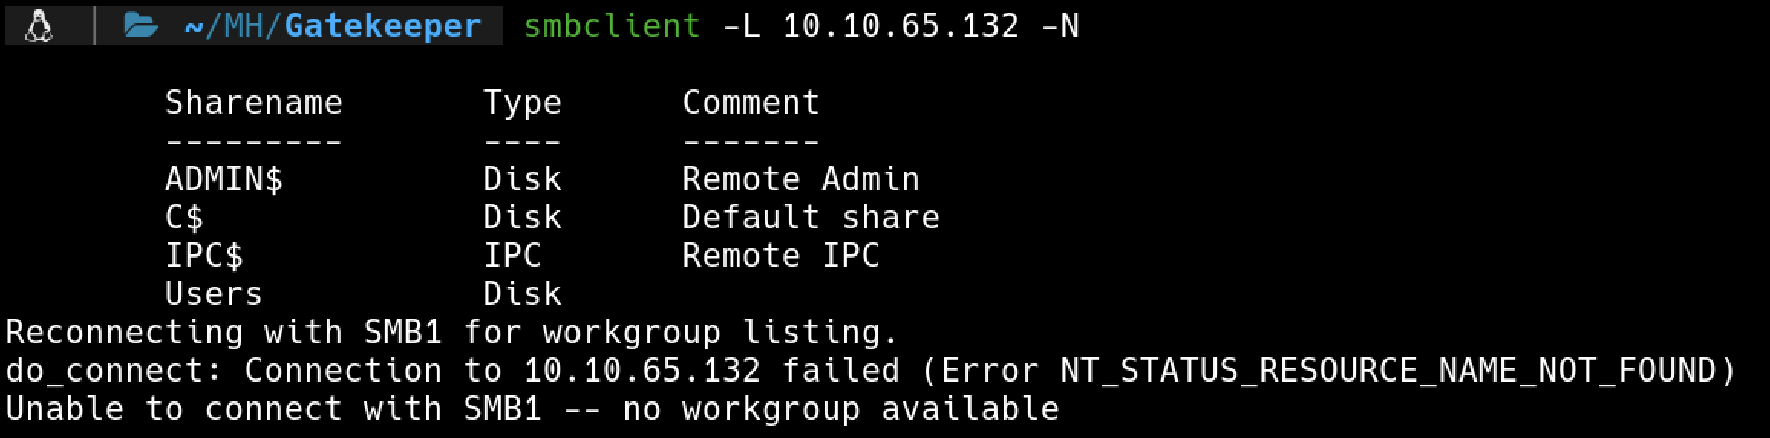 ~/MH/Gatekeeper smbclient -L 10.10.65.132 -N
Sharename Type Comment
--------- ---- -------
ADMIN$ Disk Remote Admin
C$ Disk Default share
IPC$ IPC Remote IPC
Users Disk
Reconnecting with SMB1 for workgroup listing.
do_connect: Connection to 10.10.65.132 failed (Error NT_STATUS_RESOURCE_NAME_NOT_FOUND)
Unable to connect with SMB1 -- no workgroup available